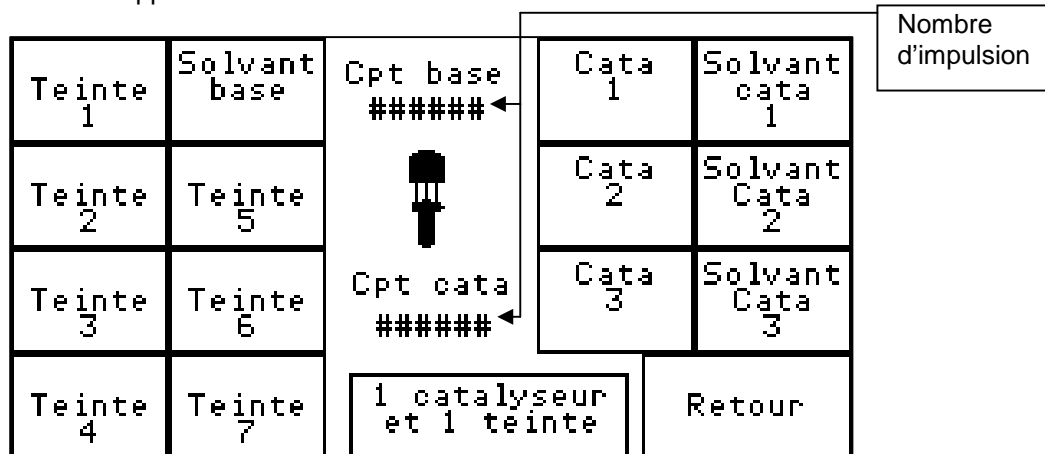 Nombre
d'impulsion
Teinte
1
Solvant
base
Cpt base
######
Cata
1
Solvant
cata
1
Teinte
2
Teinte
5
Cata
2
Solvant
Cata
2
Teinte
3
Teinte
6
Cpt cata
######
Cata
3
Solvant
Cata
3
Teinte
4
Teinte
7
1 catalyseur
et 1 teinte
Retour